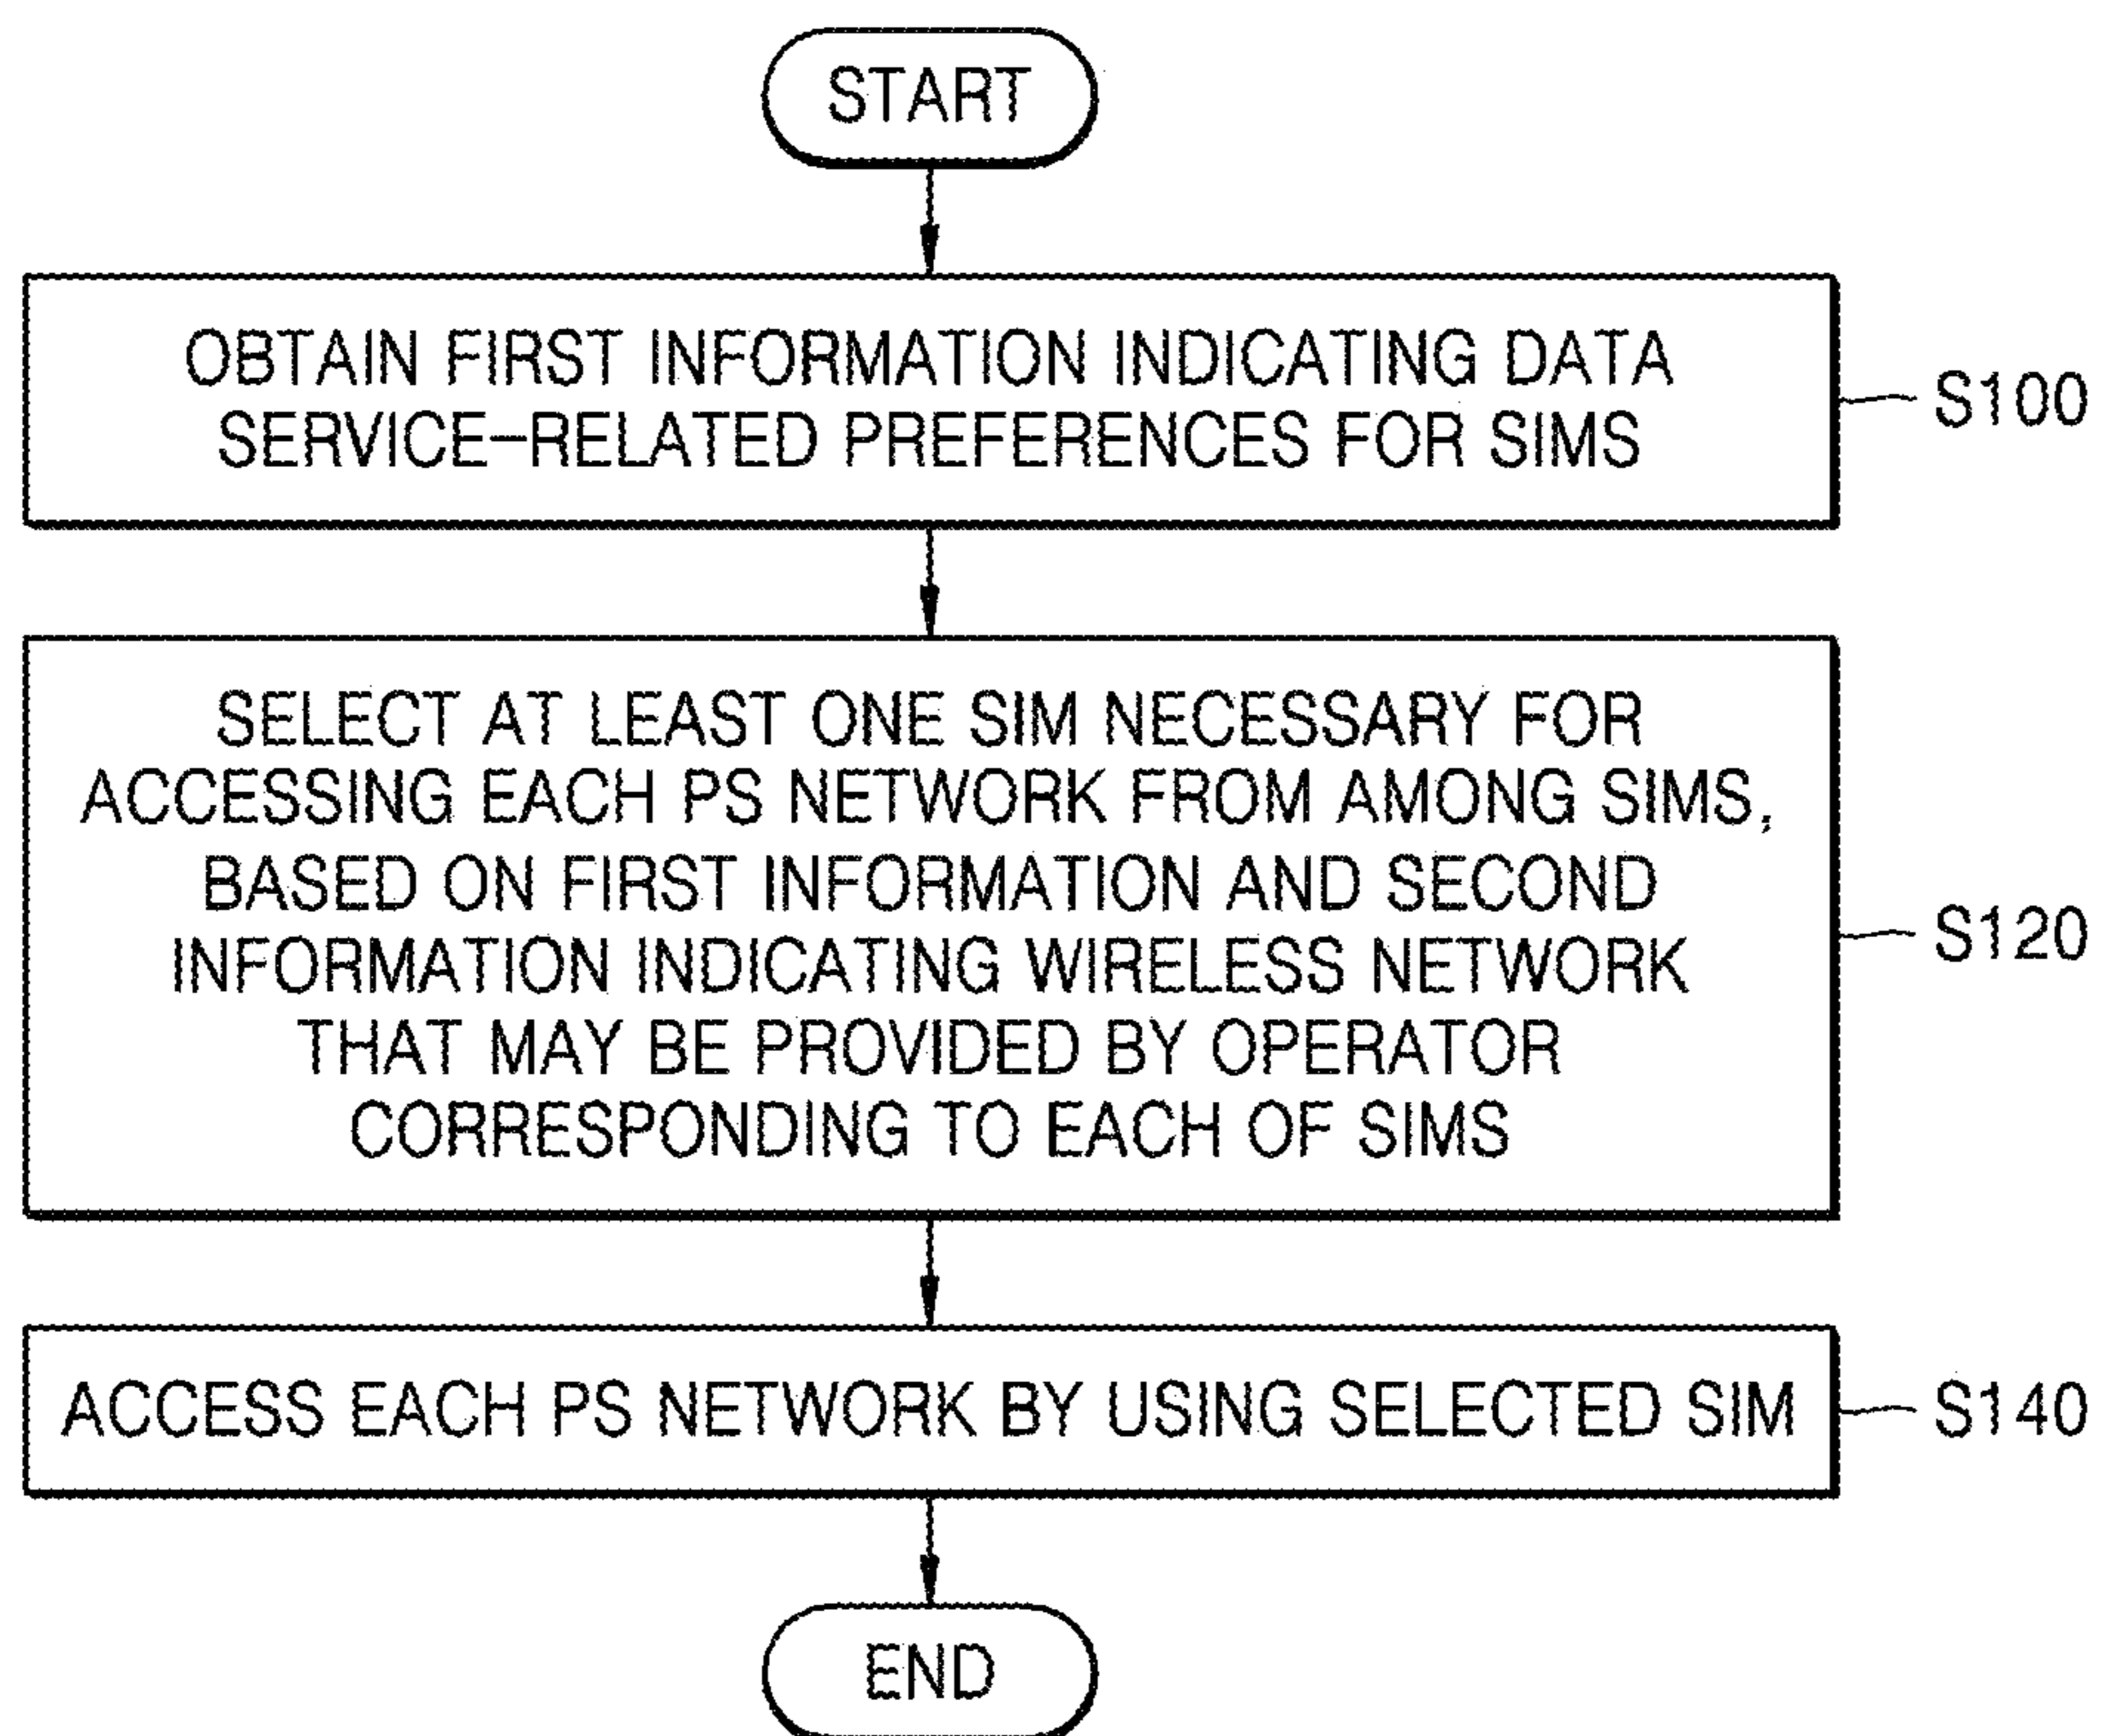 START
OBTAIN FIRST INFORMATION INDICATING DATA
SERVICE-RELATED PREFERENCES FOR SIMS
S100
SELECT AT LEAST ONE SIM NECESSARY FOR
ACCESSING EACH PS NETWORK FROM AMONG SIMS,
BASED ON FIRST INFORMATION AND SECOND
INFORMATION INDICATING WIRELESS NETWORK
THAT MAY BE PROVIDED BY OPERATOR
CORRESPONDING TO EACH OF SIMS
S120
ACCESS EACH PS NETWORK BY USING SELECTED SIM
S140
END